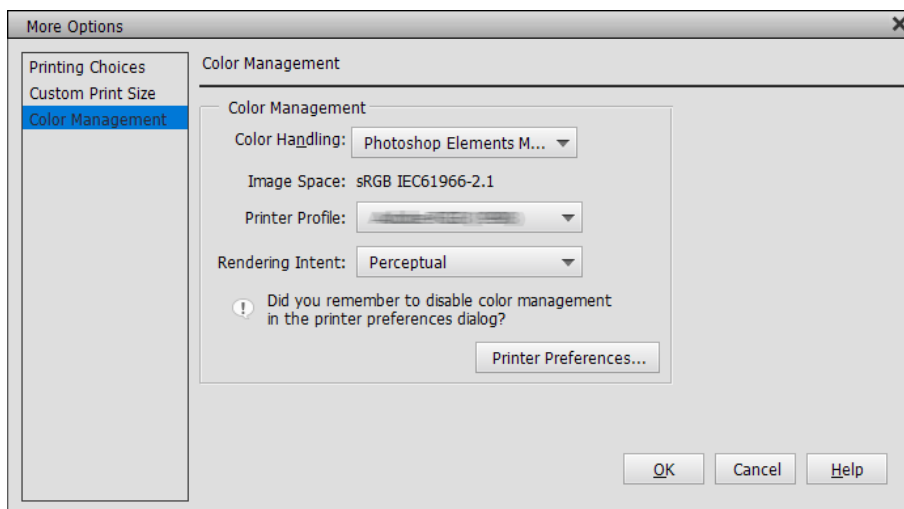 More Options
Printing Choices
Custom Print Size
Color Management
Color Management
Color Management
Color Handling: Photoshop Elements M...
Image Space: sRGB IEC61966-2.1
Printer Profile:
Rendering Intent: Perceptual
Did you remember to disable color management
in the printer preferences dialog?
Printer Preferences...
OK Cancel Help